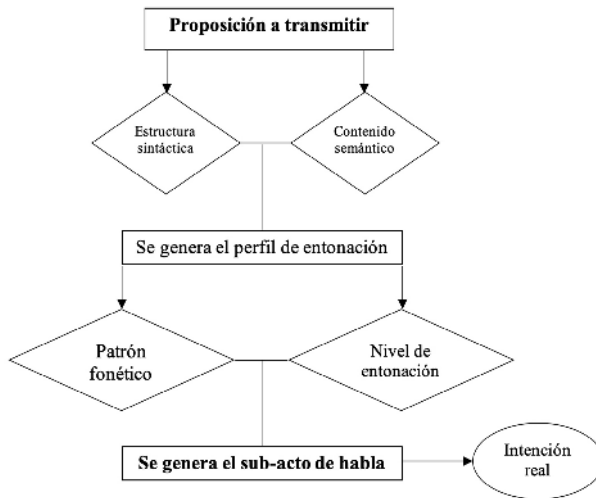 Proposición a transmitir
Estructura
sintáctica
Contenido
semántico
Se genera el perfil de entonación
Patrón
fonético
Nivel de
entonación
Se genera el sub-acto de habla
Intención
real